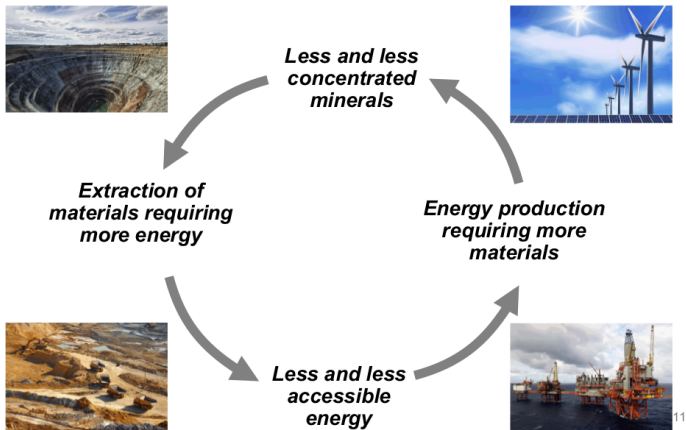 Less and less
concentrated
minerals
Extraction of
materials requiring
more energy
Energy production
requiring more
materials
Less and less
accessible
energy
11